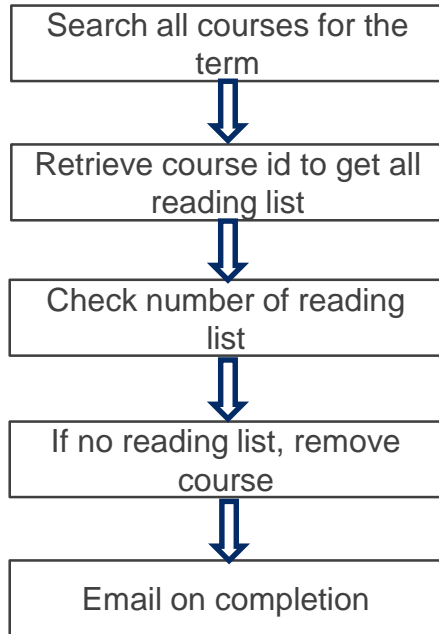 Search all courses for the
term
Retrieve course id to get all
reading list
Check number of reading
list
If no reading list, remove
course
Email on completion